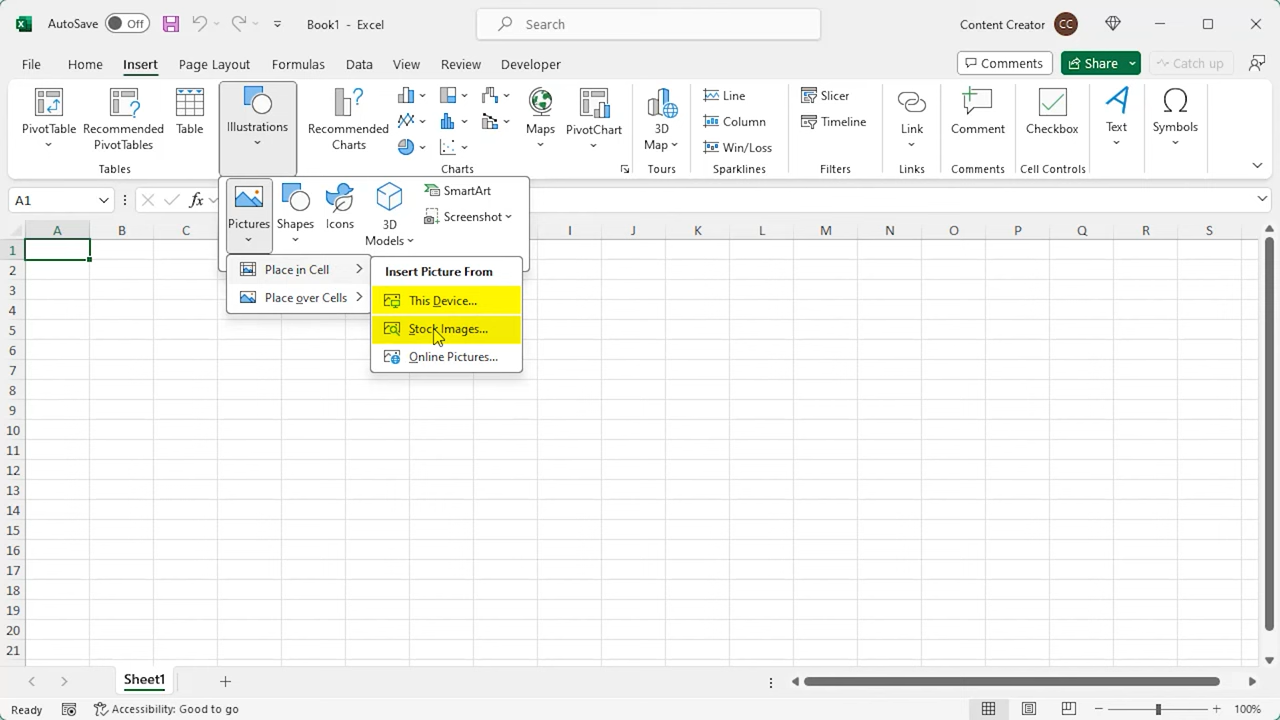 AutoSave Off Book1 - Excel Search Content Creator CC
File Home Insert Page Layout Formulas Data View Review Developer Comments Share Catch up
PivotTable Recommended PivotTables Table
Tables
Illustrations
Recommended Charts
Maps PivotChart
Charts
3D Map
Tours
Line
Column
Win/Loss
Sparklines
Slicer
Timeline
Filters
Link
Links
Comment
Comments
Checkbox
Cell Controls
Text
Symbols
A1 fx
Pictures Shapes Icons 3D Models
SmartArt
Screenshot
Place in Cell
Place over Cells
Insert Picture From
This Device...
Stock Images...
Online Pictures...
A B C I J K L M N O P Q R S
1
2
3
4
5
6
7
8
9
10
11
12
13
14
15
16
17
18
19
20
21
Sheet1
Ready Accessibility: Good to go 100%